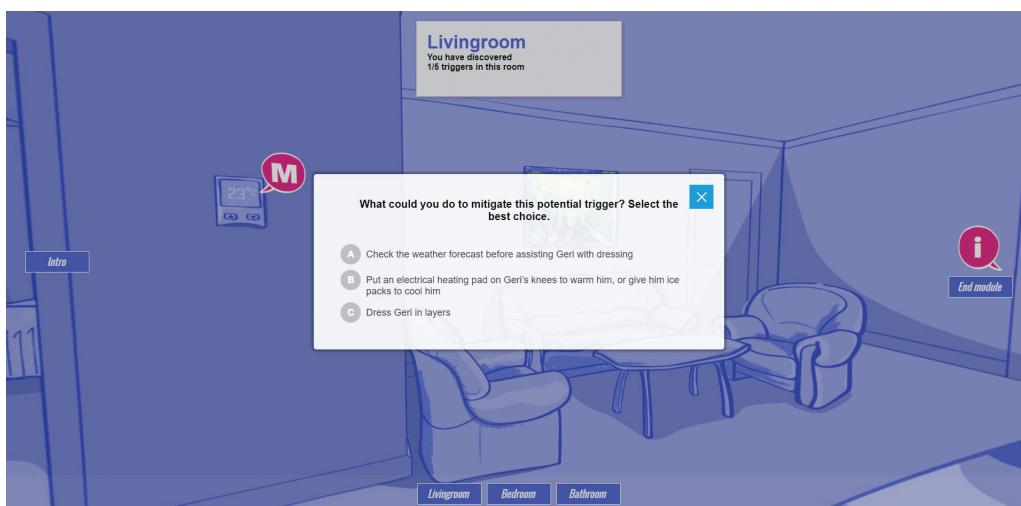 Livingroom
You have discovered
1/5 triggers in this room
M
23°c
What could you do to mitigate this potential trigger? Select the
best choice.
A Check the weather forecast before assisting Geri with dressing
B Put an electrical heating pad on Geri's knees to warm him, or give him ice
packs to cool him
C Dress Geri in layers
Intro
i
End module
Livingroom
Bedroom
Bathroom